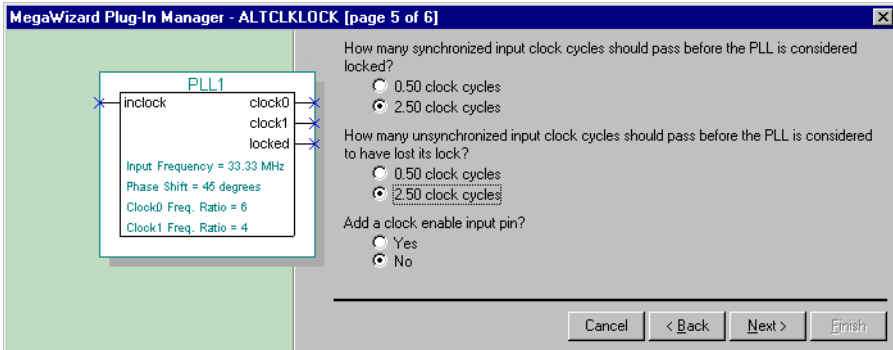 MegaWizard Plug-In Manager - ALTCLKLOCK [page 5 of 6]
PLL1
inclock
clock0
clock1
locked
Input Frequency = 33.33 MHz
Phase Shift = 45 degrees
Clock0 Freq. Ratio = 6
Clock1 Freq. Ratio = 4
How many synchronized input clock cycles should pass before the PLL is considered
locked?
0.50 clock cycles
2.50 clock cycles
How many unsynchronized input clock cycles should pass before the PLL is considered
to have lost its lock?
0.50 clock cycles
2.50 clock cycles
Add a clock enable input pin?
Yes
No
Cancel
< Back
Next >
Finish